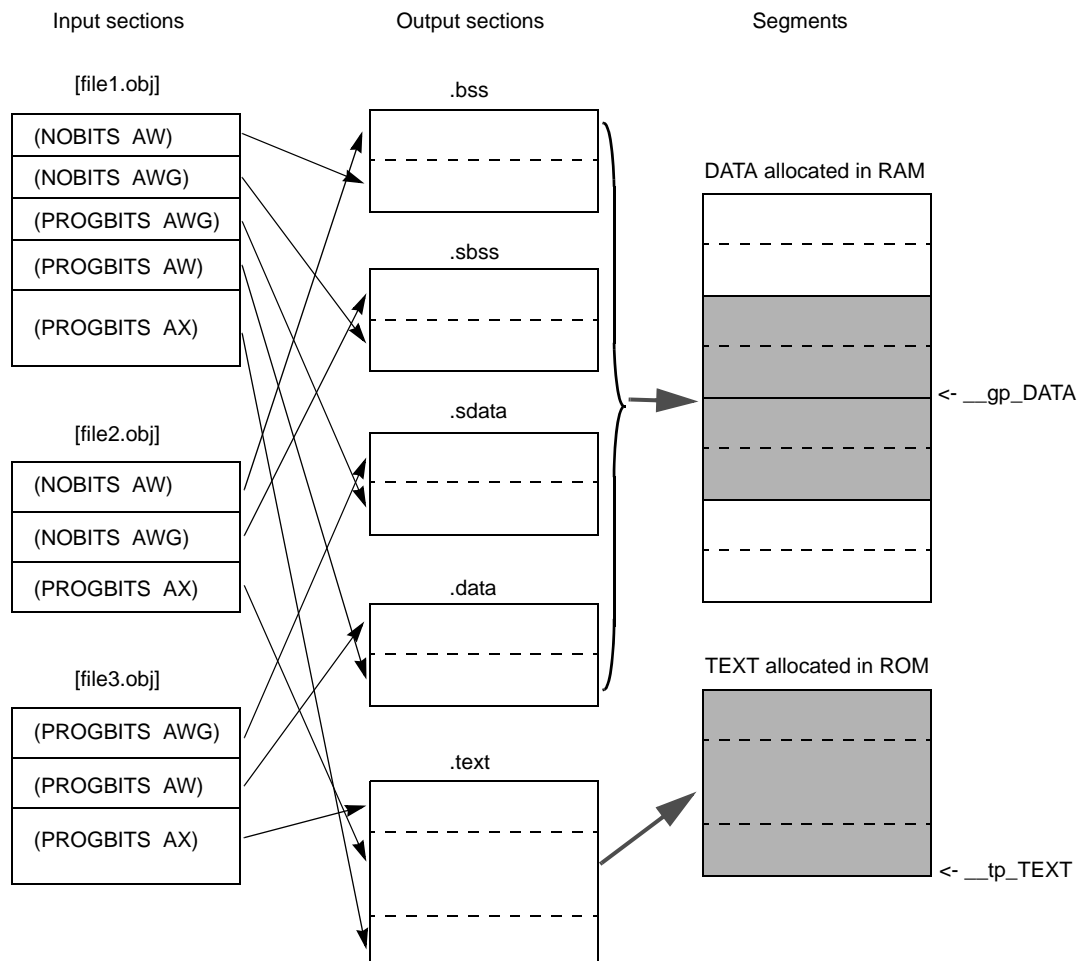 Input sections
Output sections
Segments
[file1.obj]
(NOBITS AW)
(NOBITS AWG)
(PROGBITS AWG)
(PROGBITS AW)
(PROGBITS AX)
[file2.obj]
(NOBITS AW)
(NOBITS AWG)
(PROGBITS AX)
[file3.obj]
(PROGBITS AWG)
(PROGBITS AW)
(PROGBITS AX)
.bss
.sbss
.sdata
.data
.text
DATA allocated in RAM
<- __gp_DATA
TEXT allocated in ROM
<- __tp_TEXT